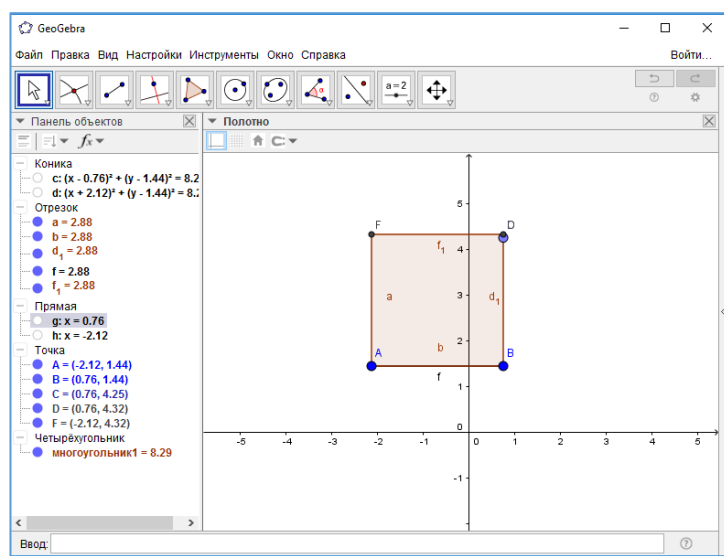 GeoGebra
Файл Правка Вид Настройки Инструменты Окно Справка
Войти...
α
a = 2
Панель объектов
Полотно
fx
Коника
c: (x - 0.76)² + (y - 1.44)² = 8.2
d: (x + 2.12)² + (y - 1.44)² = 8.2
Отрезок
a = 2.88
b = 2.88
d₁ = 2.88
f = 2.88
f₁ = 2.88
Прямая
g: x = 0.76
h: x = -2.12
Точка
A = (-2.12, 1.44)
B = (0.76, 1.44)
C = (0.76, 4.25)
D = (0.76, 4.32)
F = (-2.12, 4.32)
Четырёхугольник
многоугольник1 = 8.29
5
F D
4
f₁
3
a d₁
2
A b B
f
1
0
-5 -4 -3 -2 -1 0 1 2 3 4 5
-1
Ввод: